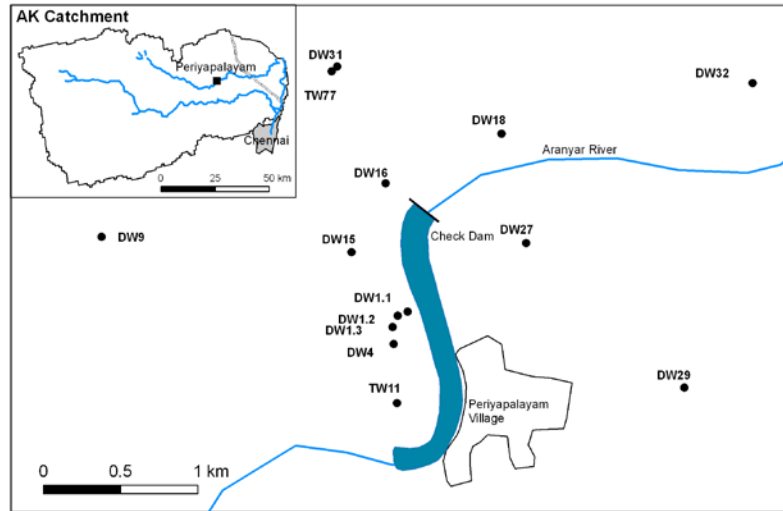 AK Catchment
Periyapalayam
Chennai
0 25 50 km
DW31
TW77
DW32
DW18
Aranyar River
DW16
Check Dam
DW27
DW9
DW15
DW1.1
DW1.2
DW1.3
DW4
TW11
DW29
Periyapalayam
Village
0 0.5 1 km